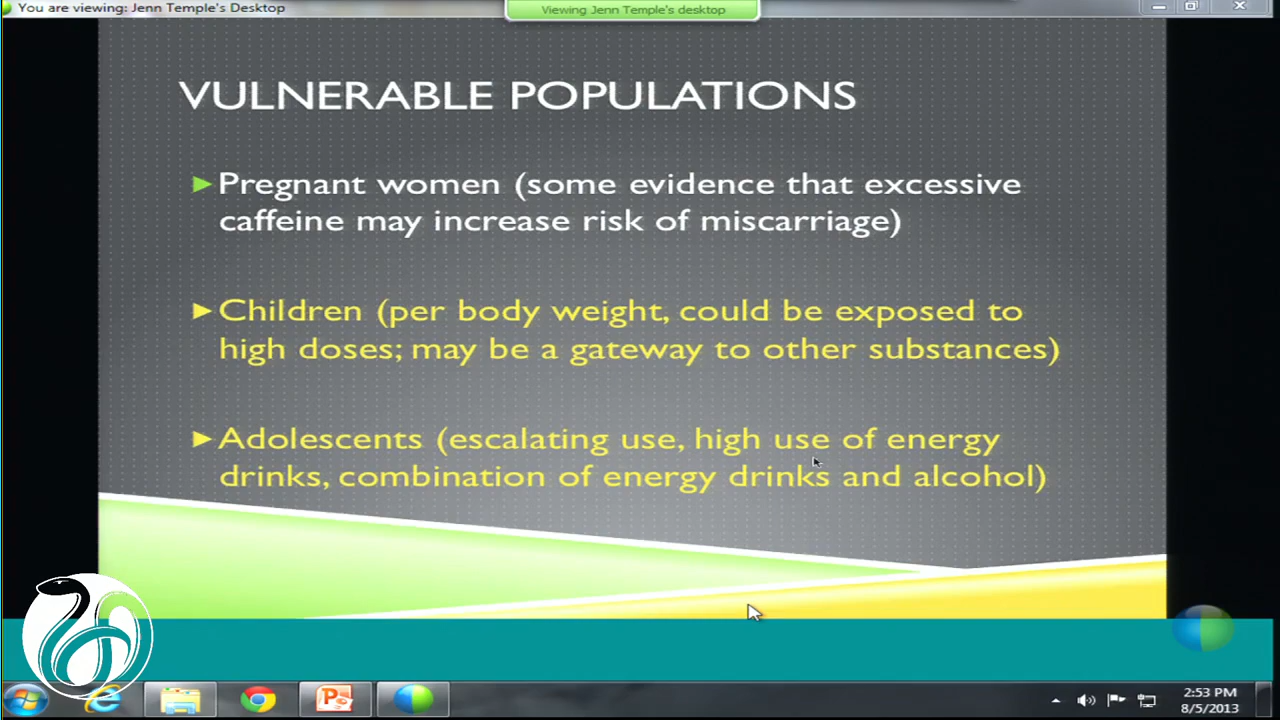 You are viewing: Jenn Temple's Desktop
Viewing Jenn Temple's desktop
VULNERABLE POPULATIONS
Pregnant women (some evidence that excessive
caffeine may increase risk of miscarriage)
Children (per body weight, could be exposed to
high doses; may be a gateway to other substances)
Adolescents (escalating use, high use of energy
drinks, combination of energy drinks and alcohol)
2:53 PM
8/5/2013